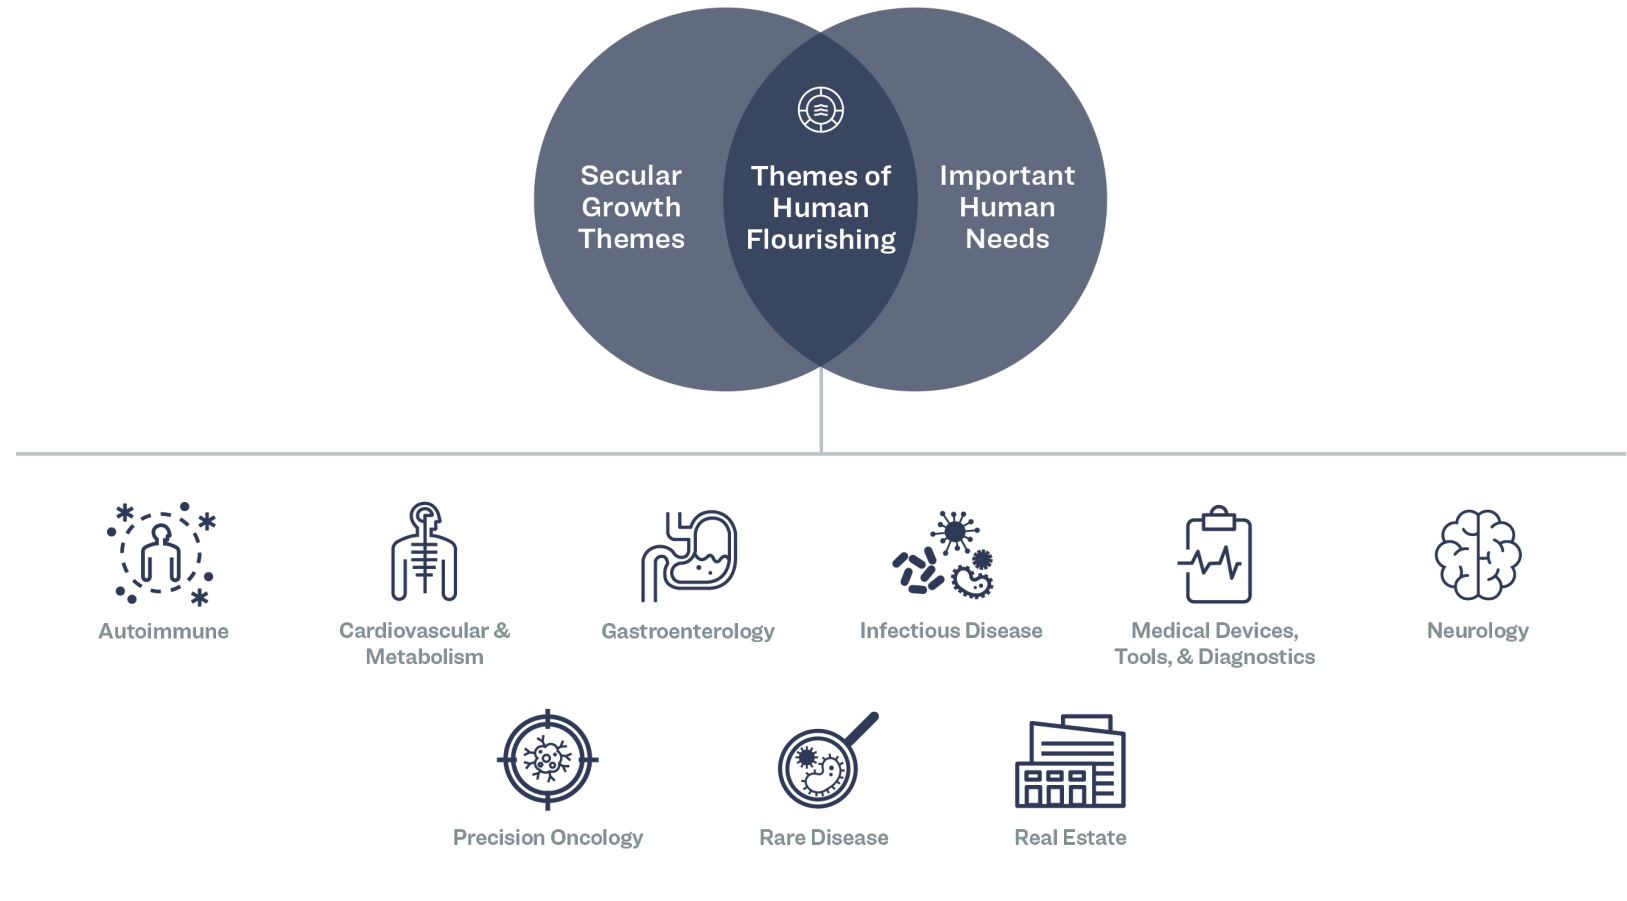 Secular
Growth
Themes
Themes of
Human
Flourishing
Important
Human
Needs
Autoimmune
Cardiovascular &
Metabolism
Gastroenterology
Infectious Disease
Medical Devices,
Tools, & Diagnostics
Neurology
Precision Oncology
Rare Disease
Real Estate